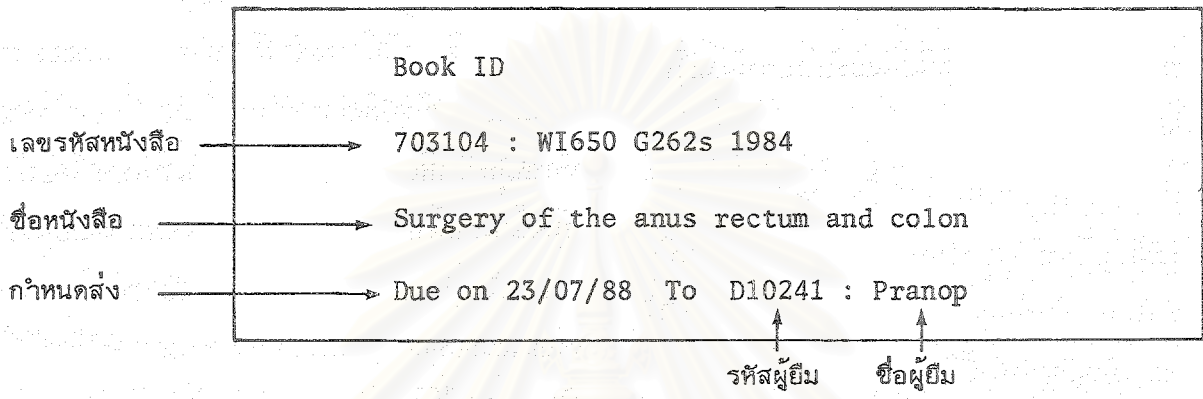 Book ID
เลขรหัสหนังสือ 703104 : WI650 G262s 1984
ชื่อหนังสือ Surgery of the anus rectum and colon
กำหนดส่ง Due on 23/07/88 To D10241 : Pranop
รหัสผู้ยืม ชื่อผู้ยืม